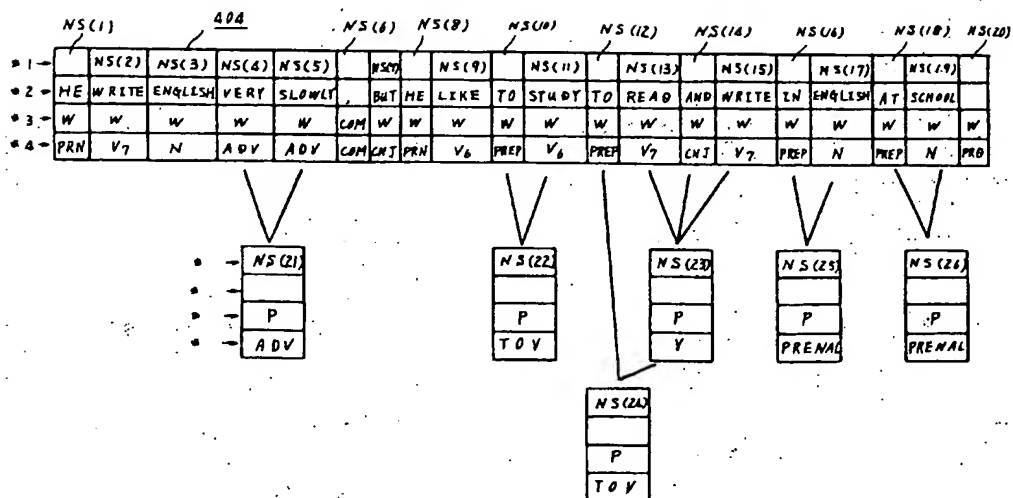 NS(1) 404 NS(6) NS(8) NS(10) NS(12) NS(14) NS(16) NS(18) NS(20)
*1- NS(2) NS(3) NS(4) NS(5) NS(7) NS(9) NS(11) NS(13) NS(15) NS(17) NS(19)
*2- HE WRITE ENGLISH VERY SLOWLY , BUT HE LIKE TO STUDY TO READ AND WRITE IN ENGLISH AT SCHOOL .
*3- W W W W W COM W W W W W W W W W W W W W W
*4- PRN V7 N ADV ADV COM CNJ PRN V6 PREP V6 PREP V7 CNJ V7 PREP N PREP N PRO
* - NS(21) NS(22) NS(23) NS(25) NS(26)
* -
* - P P P P P
* - ADV TOV V PRENAL PRENAL
NS(24)
P
TOV